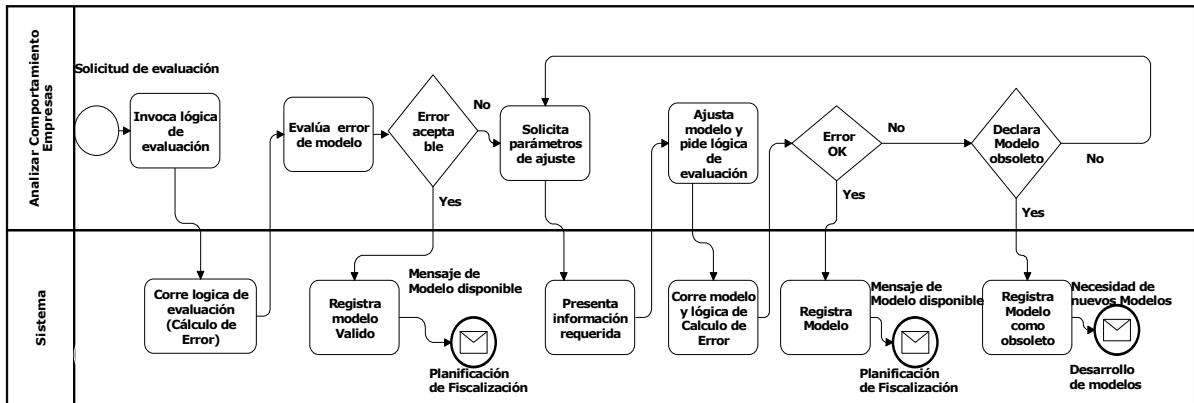 Analizar Comportamiento
Empresas
Solicitud de evaluación
Invoca lógica
de
evaluación
Evalúa error
de modelo
Error
acepta
ble
No
Yes
Solicita
parámetros
de ajuste
Ajusta
modelo y
pide lógica
de
evaluación
Error
OK
No
Yes
Declara
Modelo
obsoleto
No
Yes
Sistema
Corre logica de
evaluación
(Cálculo de
Error)
Registra
modelo
Valido
Mensaje de
Modelo disponible
Planificación
de Fiscalización
Presenta
información
requerida
Corre modelo
y lógica de
Calculo de
Error
Registra
Modelo
Mensaje de
Modelo disponible
Planificación
de Fiscalización
Registra
Modelo
como
obsoleto
Necesidad
de nuevos Modelos
Desarrollo
de modelos